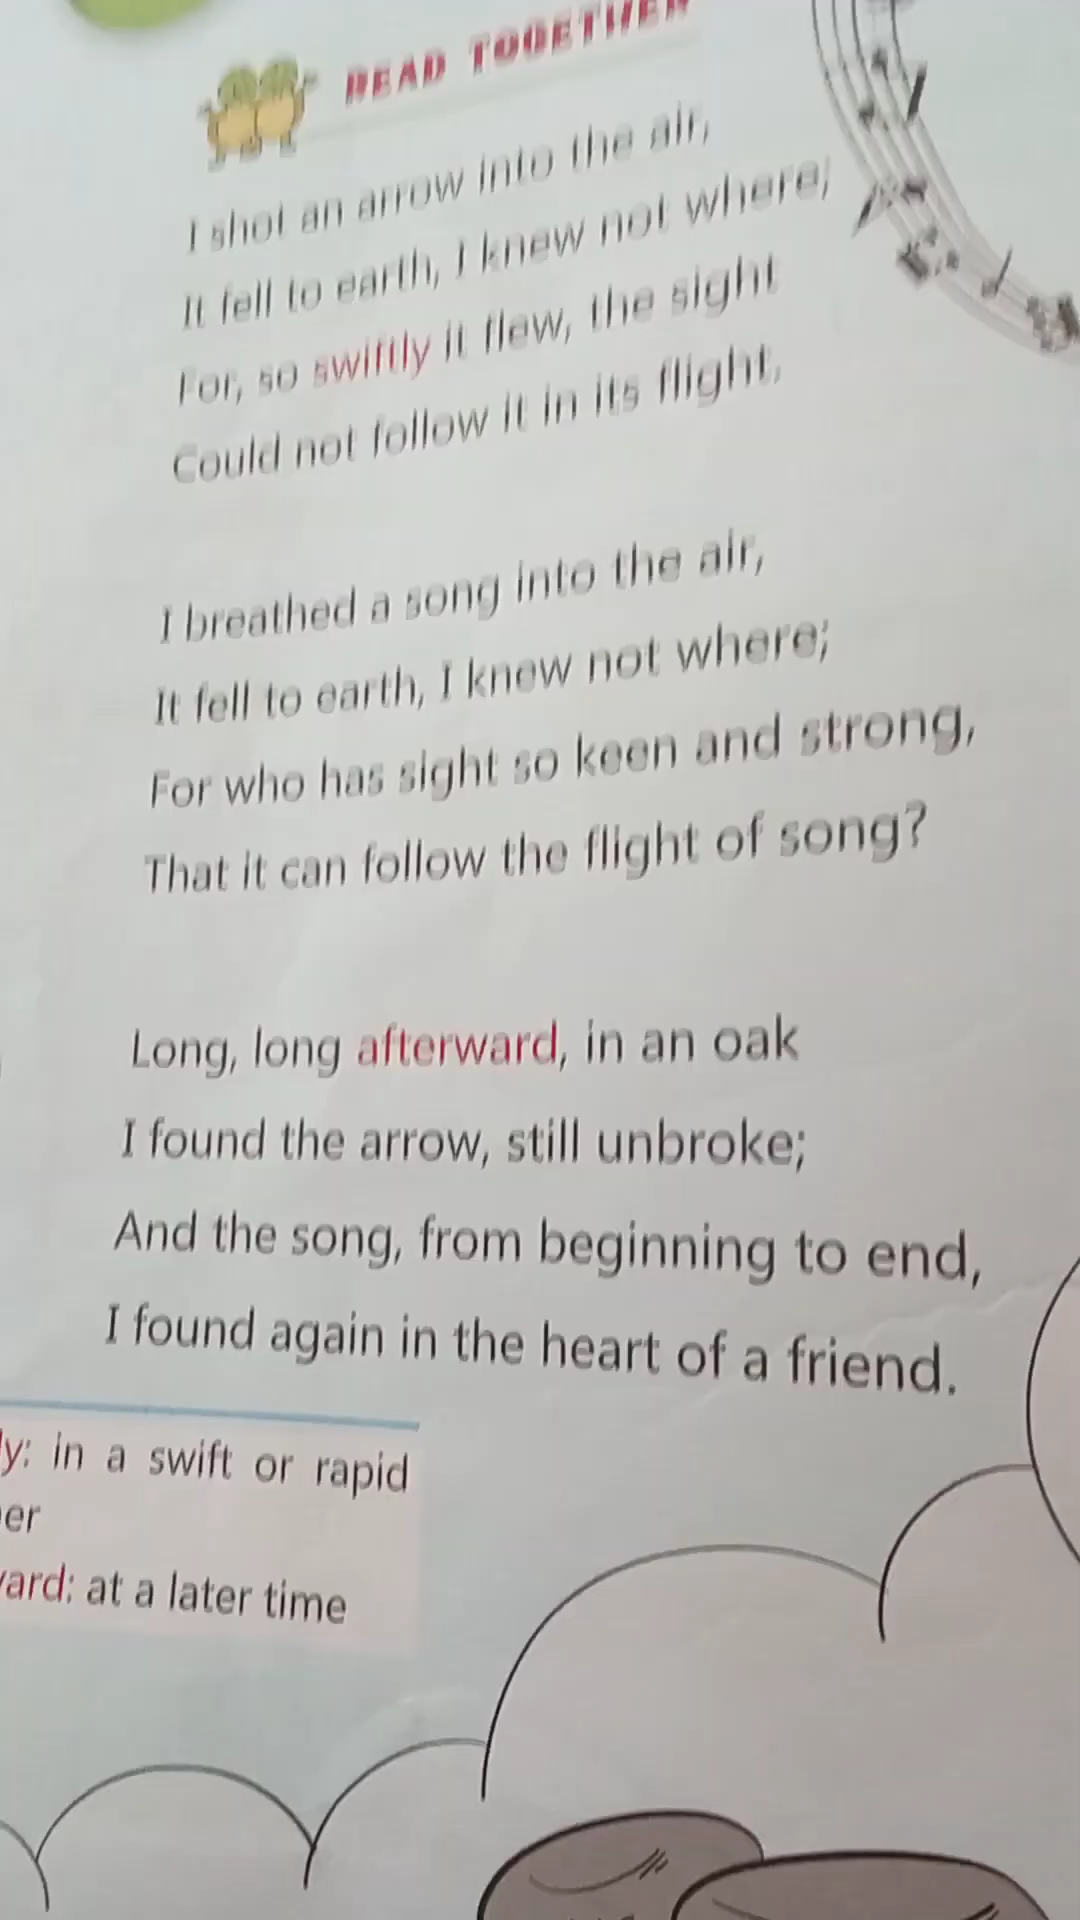 READ TOGETHER
I shot an arrow into the air,
It fell to earth, I knew not where;
For, so swiftly it flew, the sight
Could not follow it in its flight.
I breathed a song into the air,
It fell to earth, I knew not where;
For who has sight so keen and strong,
That it can follow the flight of song?
Long, long afterward, in an oak
I found the arrow, still unbroke;
And the song, from beginning to end,
I found again in the heart of a friend.
ly: in a swift or rapid
er
ward: at a later time